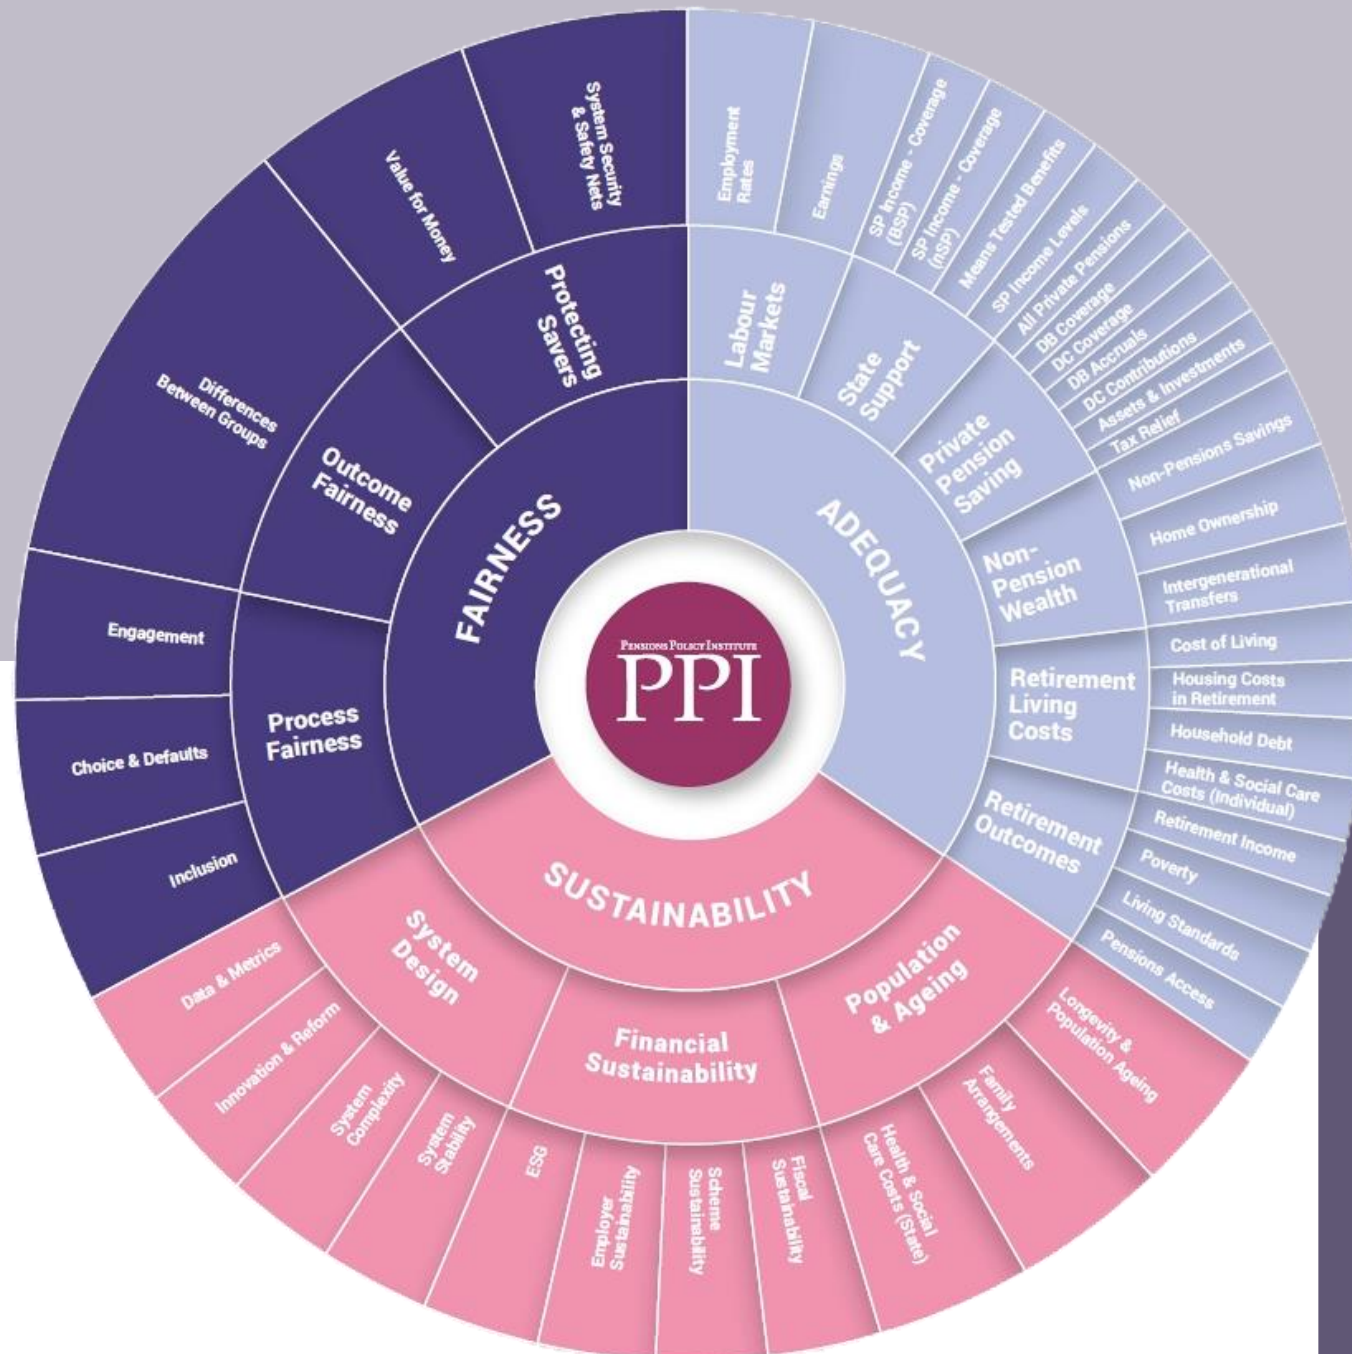 PENSIONS POLICY INSTITUTE
PPI
ADEQUACY
Labour
Markets
Employment
Rates
Earnings
State
Support
SP Income - Coverage
(BSP)
SP Income - Coverage
(nSP)
Means Tested Benefits
SP Income Levels
Private
Pension
Saving
All Private Pensions
DB Coverage
DC Coverage
DB Accruals
DC Contributions
Assets & Investments
Tax Relief
Non-
Pension
Wealth
Non-Pensions Savings
Home Ownership
Intergenerational
Transfers
Retirement
Living
Costs
Cost of Living
Housing Costs
in Retirement
Household Debt
Health & Social Care
Costs (Individual)
Retirement
Outcomes
Retirement Income
Poverty
Living Standards
Pensions Access
SUSTAINABILITY
Population
& Ageing
Longevity &
Population Ageing
Family
Arrangements
Health & Social
Care Costs (State)
Financial
Sustainability
Fiscal
Sustainability
Scheme
Sustainability
Employer
Sustainability
ESG
System
Design
System
Stability
System
Complexity
Innovation & Reform
Data & Metrics
FAIRNESS
Process
Fairness
Inclusion
Choice & Defaults
Engagement
Outcome
Fairness
Differences
Between Groups
Protecting
Savers
Value for Money
System Security
& Safety Nets